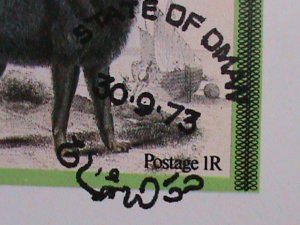 STATE OF OMAN
30.9.73
Postage 1R